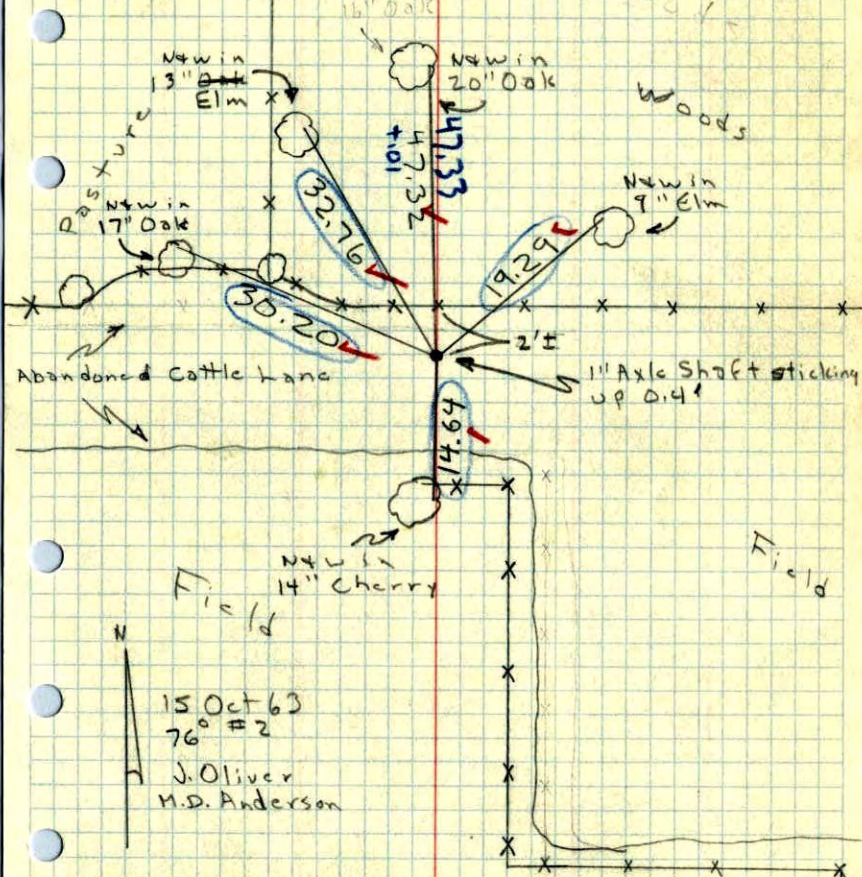 16" Oak
N&W in
13" Oak
Elm
N&W in
20" Oak
Woods
Pasture
47.33
47.32
+.01
N&W in
17" Oak
32.76
N&W in
9" Elm
19.29
30.20
2'±
Abandoned Cattle Lane
1" Axle Shaft sticking
up 0.4'
14.64
N&W in
14" Cherry
Field
Field
N
15 Oct 63
76° #2
J. Oliver
M.D. Anderson